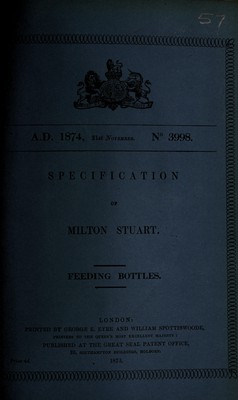 57
A.D. 1874, 21st NOVEMBER. Nº 3998.
SPECIFICATION
OF
MILTON STUART.
FEEDING BOTTLES.
LONDON:
PRINTED BY GEORGE E. EYRE AND WILLIAM SPOTTISWOODE,
PRINTERS TO THE QUEEN'S MOST EXCELLENT MAJESTY:
PUBLISHED AT THE GREAT SEAL PATENT OFFICE,
25, SOUTHAMPTON BUILDINGS, HOLBORN.
1875.